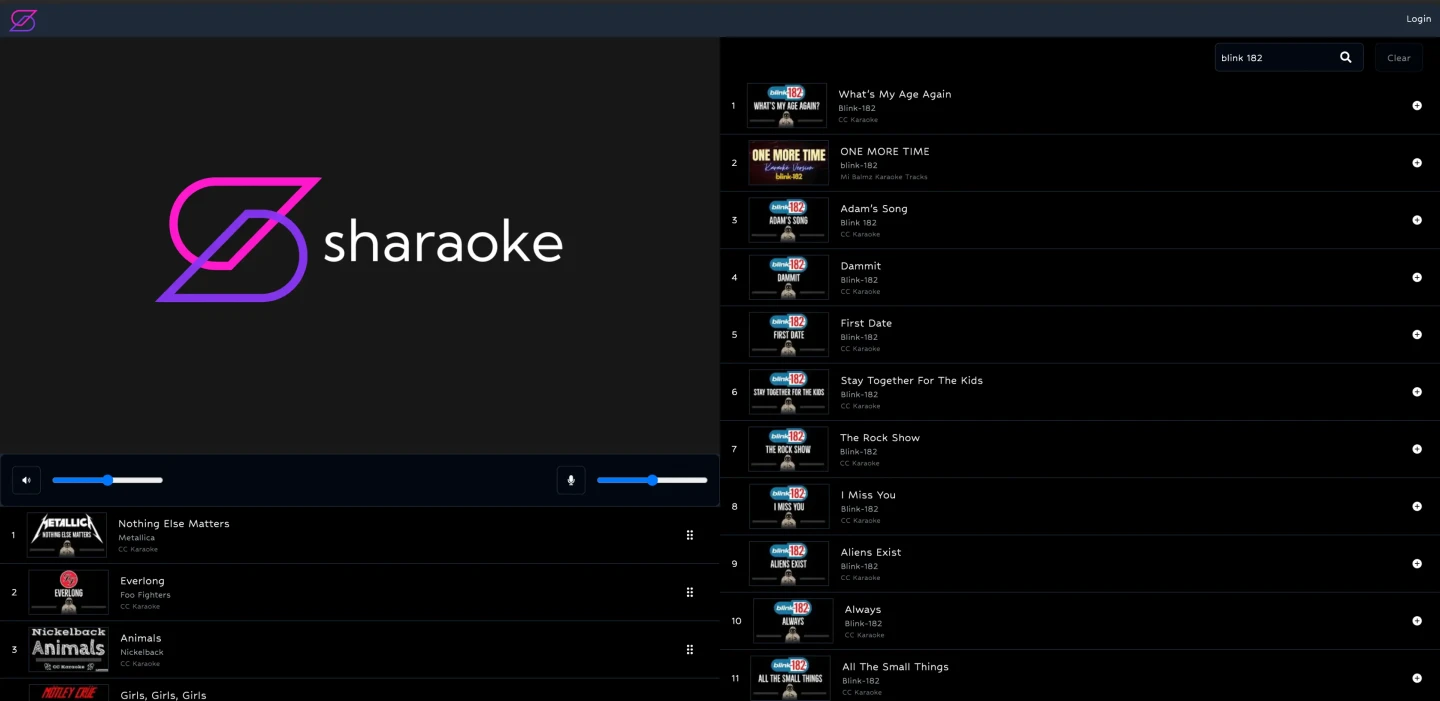 Login
sharaoke
1
METALLICA
NOTHING ELSE MATTERS
Nothing Else Matters
Metallica
CC Karaoke
2
EVERLONG
Everlong
Foo Fighters
CC Karaoke
3
Nickelback
Animals
CC Karaoke
Animals
Nickelback
CC Karaoke
MÖTLEY CRÜE
Girls, Girls, Girls
blink 182
Clear
1
blink-182
WHAT'S MY AGE AGAIN?
What's My Age Again
Blink-182
CC Karaoke
2
ONE MORE TIME
Karaoke Version
blink-182
ONE MORE TIME
blink-182
Mi Balmz Karaoke Tracks
3
blink-182
ADAM'S SONG
Adam's Song
Blink 182
CC Karaoke
4
blink-182
DAMMIT
Dammit
Blink-182
CC Karaoke
5
blink-182
FIRST DATE
First Date
Blink-182
CC Karaoke
6
blink-182
STAY TOGETHER FOR THE KIDS
Stay Together For The Kids
Blink-182
CC Karaoke
7
blink-182
THE ROCK SHOW
The Rock Show
Blink-182
CC Karaoke
8
blink-182
I MISS YOU
I Miss You
Blink-182
CC Karaoke
9
blink-182
ALIENS EXIST
Aliens Exist
Blink-182
CC Karaoke
10
blink-182
ALWAYS
Always
Blink-182
CC Karaoke
11
blink-182
ALL THE SMALL THINGS
All The Small Things
Blink-182
CC Karaoke